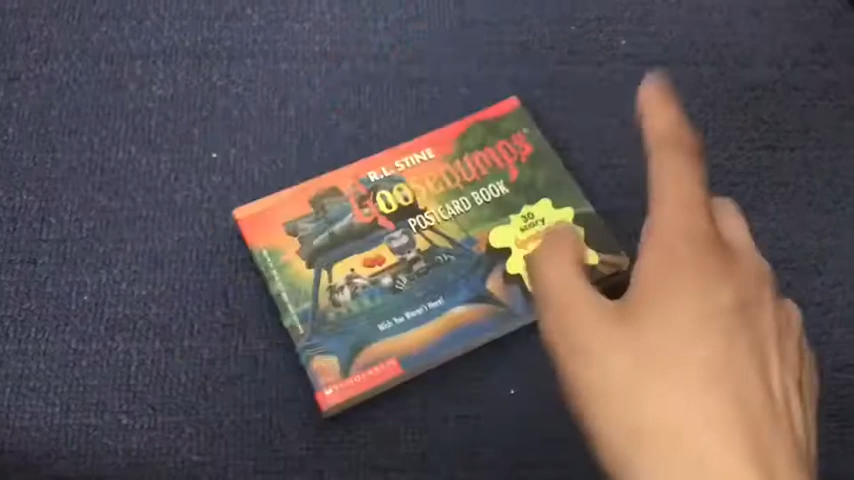 R.L. STINE
Goosebumps
POSTCARD BOOK
30
scary
Wish You Weren't Here!
SCHOLASTIC